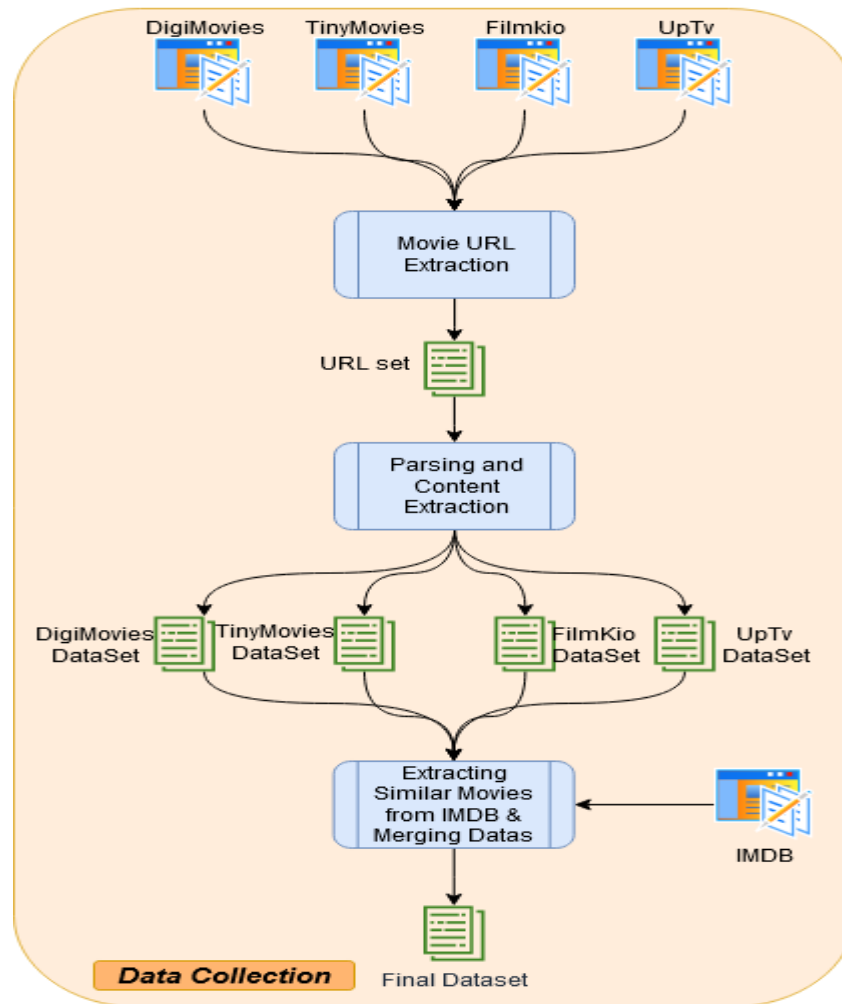 DigiMovies
TinyMovies
Filmkio
UpTv
Movie URL
Extraction
URL set
Parsing and
Content
Extraction
DigiMovies
DataSet
TinyMovies
DataSet
FilmKio
DataSet
UpTv
DataSet
Extracting
Similar Movies
from IMDB &
Merging Datas
IMDB
Final Dataset
Data Collection